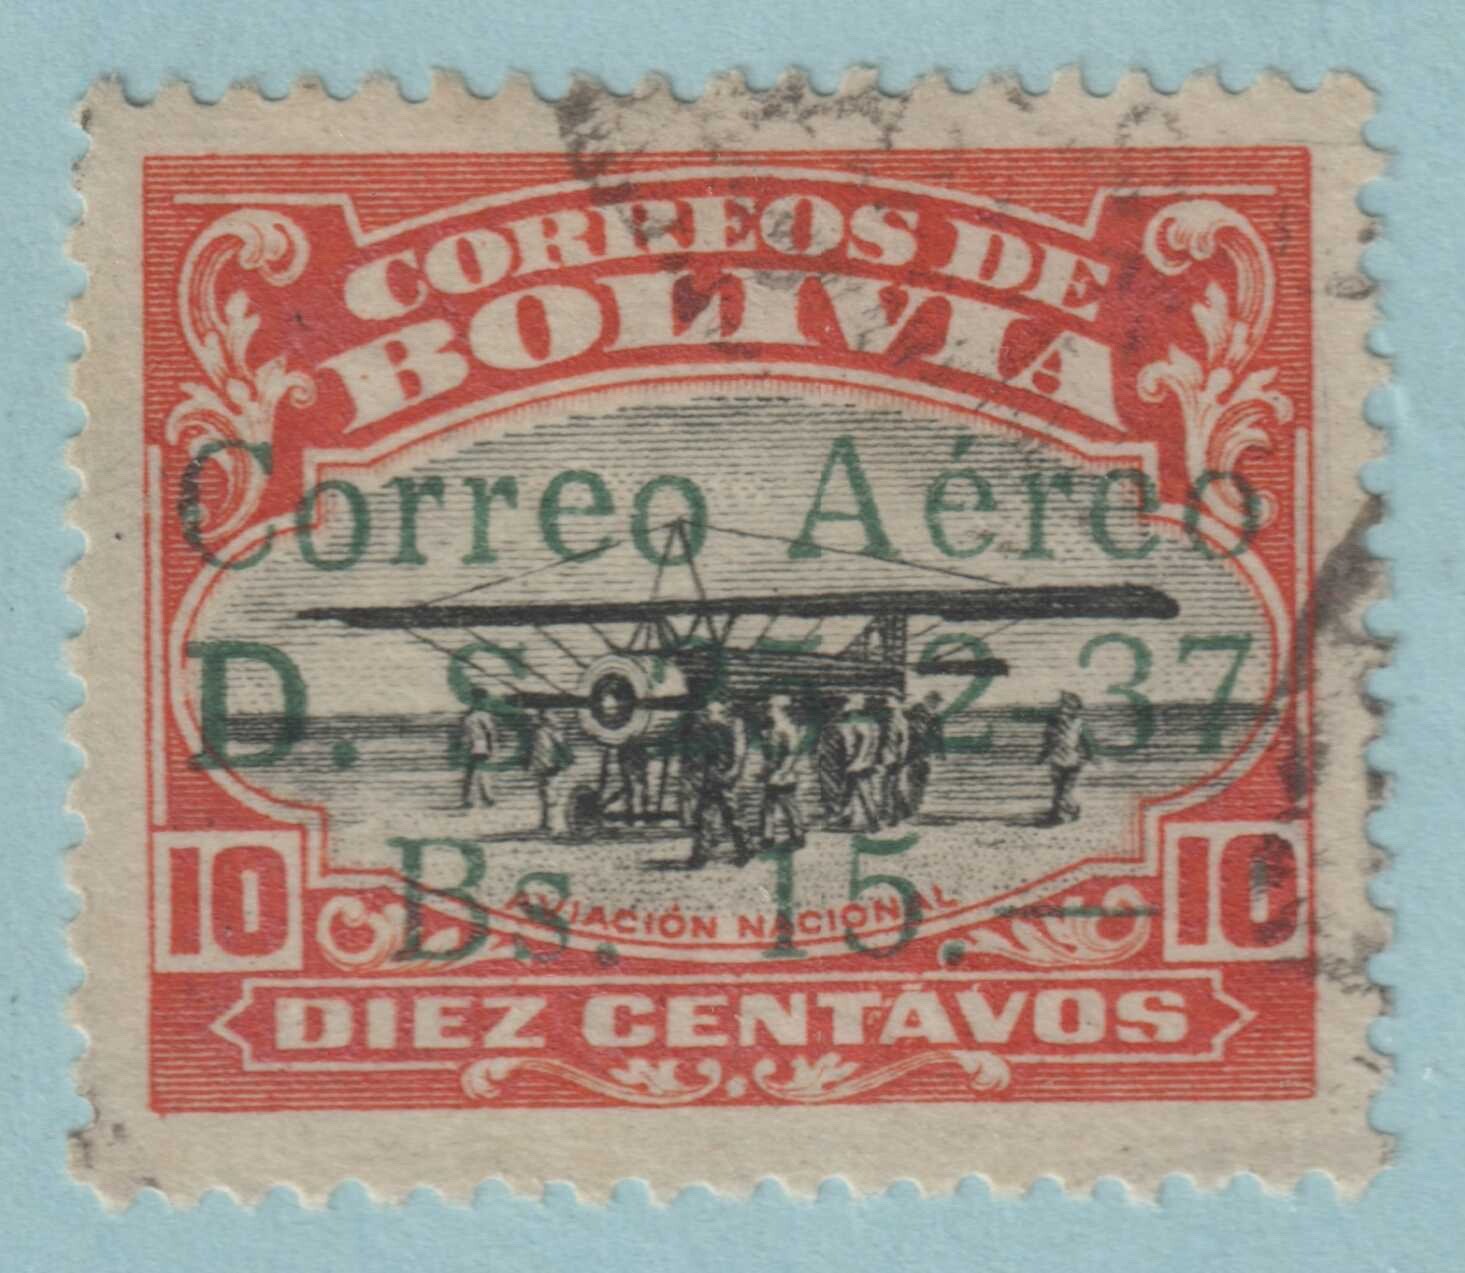 CORREOS DE
BOLIVIA
Correo Aéreo
D. S. 25-2-37
Bs. 15.—
AVIACIÓN NACIONAL
10
10
DIEZ CENTAVOS